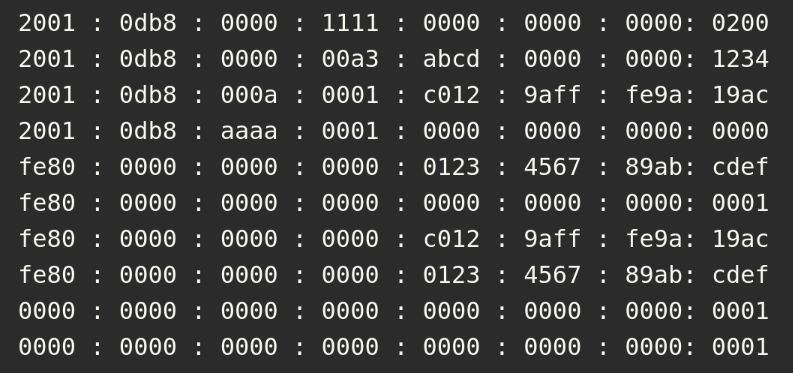 2001 : 0db8 : 0000 : 1111 : 0000 : 0000 : 0000: 0200
2001 : 0db8 : 0000 : 00a3 : abcd : 0000 : 0000: 1234
2001 : 0db8 : 000a : 0001 : c012 : 9aff : fe9a: 19ac
2001 : 0db8 : aaaa : 0001 : 0000 : 0000 : 0000: 0000
fe80 : 0000 : 0000 : 0000 : 0123 : 4567 : 89ab: cdef
fe80 : 0000 : 0000 : 0000 : 0000 : 0000 : 0000: 0001
fe80 : 0000 : 0000 : 0000 : c012 : 9aff : fe9a: 19ac
fe80 : 0000 : 0000 : 0000 : 0123 : 4567 : 89ab: cdef
0000 : 0000 : 0000 : 0000 : 0000 : 0000 : 0000: 0001
0000 : 0000 : 0000 : 0000 : 0000 : 0000 : 0000: 0001